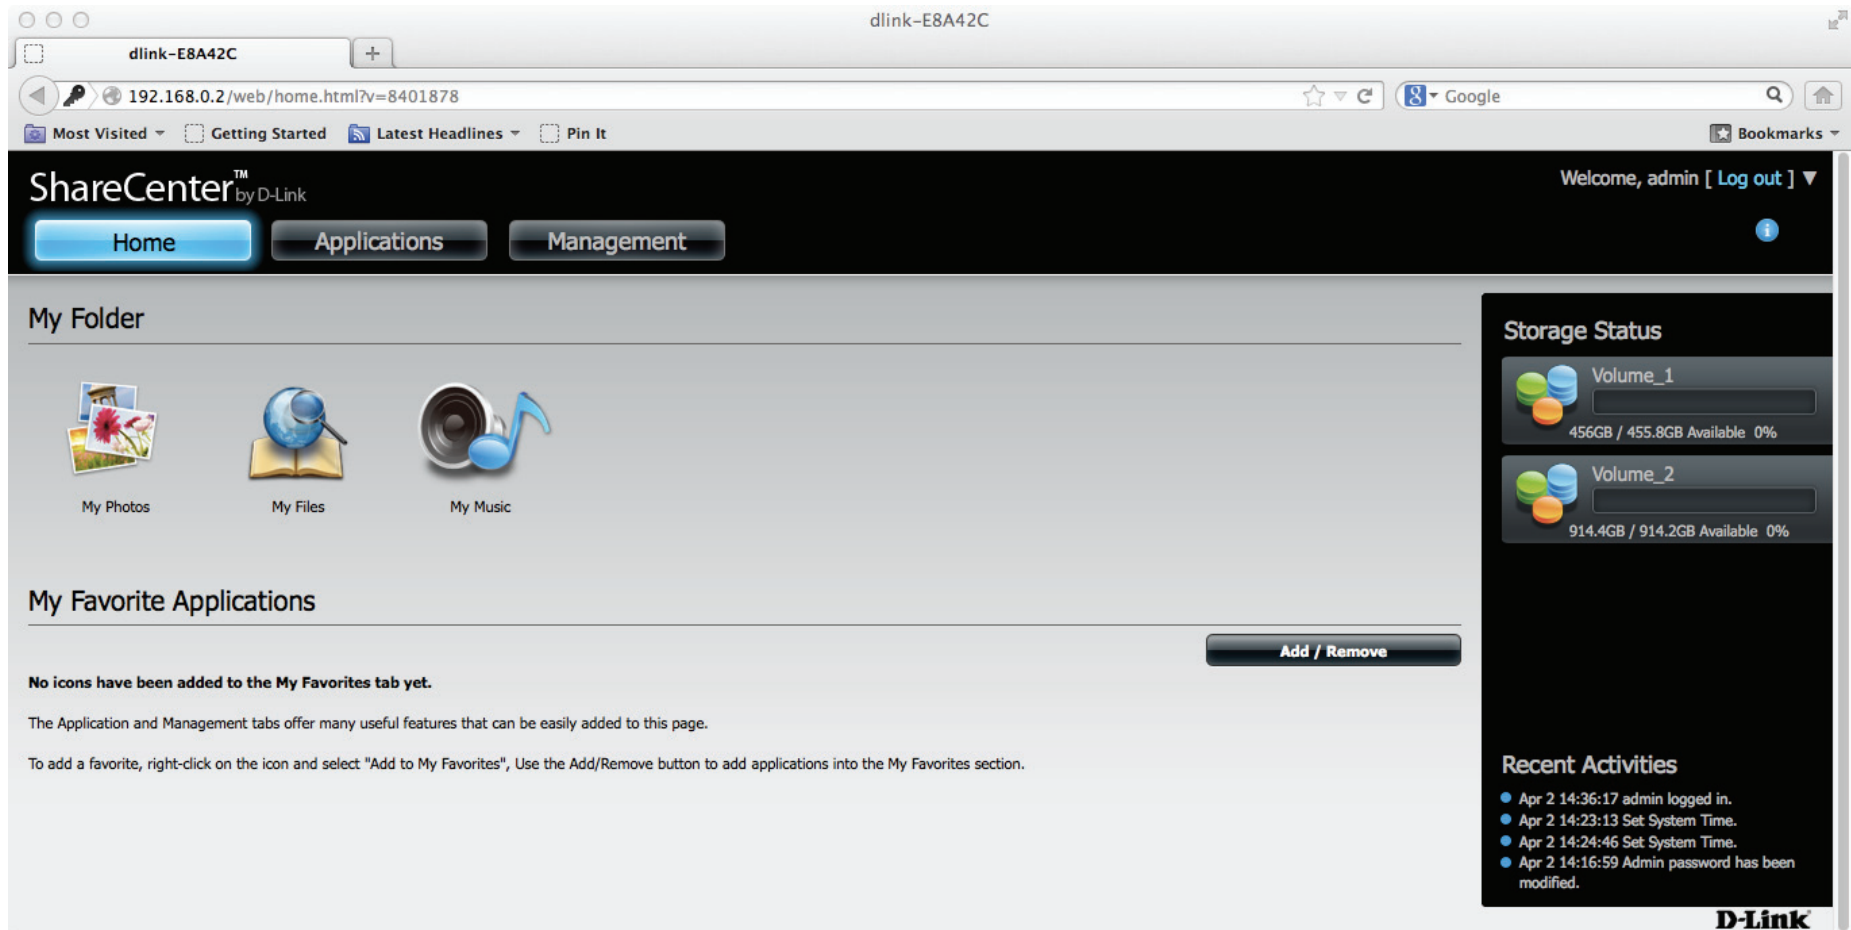 dlink-E8A42C
dlink-E8A42C
192.168.0.2/web/home.html?v=8401878
Google
Most Visited Getting Started Latest Headlines Pin It Bookmarks
ShareCenter™ by D-Link
Welcome, admin [ Log out ]
Home Applications Management
My Folder
My Photos My Files My Music
My Favorite Applications
Add / Remove
No icons have been added to the My Favorites tab yet.
The Application and Management tabs offer many useful features that can be easily added to this page.
To add a favorite, right-click on the icon and select "Add to My Favorites", Use the Add/Remove button to add applications into the My Favorites section.
Storage Status
Volume_1
456GB / 455.8GB Available 0%
Volume_2
914.4GB / 914.2GB Available 0%
Recent Activities
Apr 2 14:36:17 admin logged in.
Apr 2 14:23:13 Set System Time.
Apr 2 14:24:46 Set System Time.
Apr 2 14:16:59 Admin password has been
modified.
D-Link